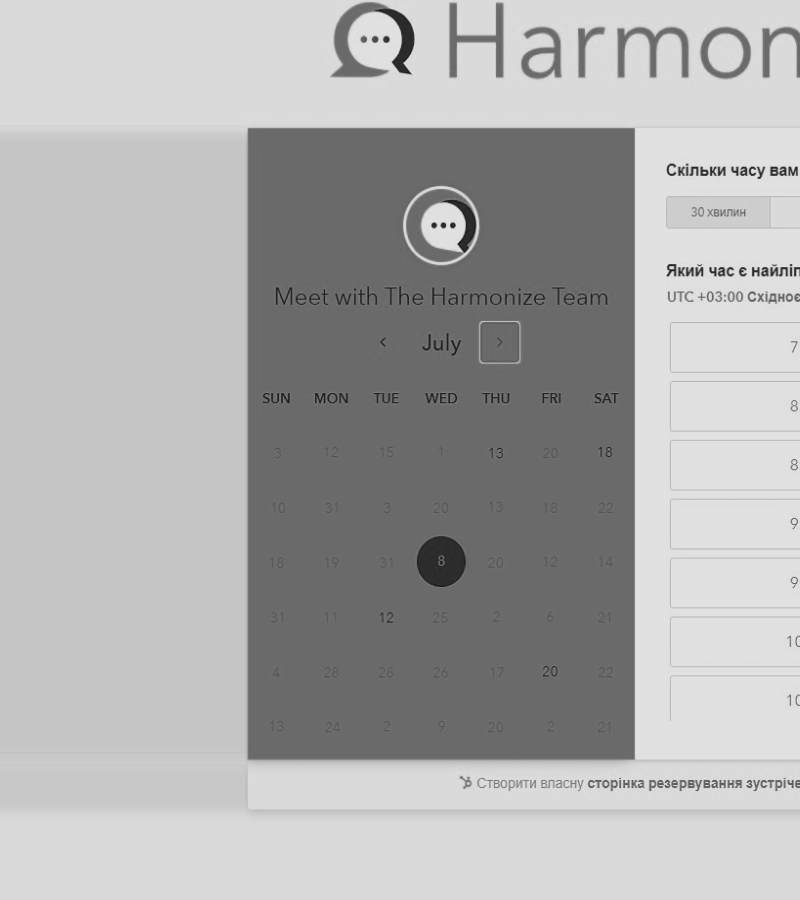 Harmon
Meet with The Harmonize Team
July
SUN MON TUE WED THU FRI SAT
3 12 15 1 13 20 18
10 31 3 20 13 18 22
18 19 31 8 20 12 14
31 11 12 25 2 6 21
4 28 28 26 17 20 22
13 24 2 9 20 2 21
Скільки часу вам
30 хвилин
Який час є найліп
UTC +03:00 Східноє
7
8
8
9
9
10
10
Створити власну сторінка резервування зустріче